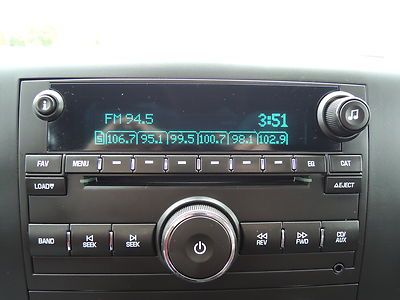 FM 94.5 3:51
5 106.7 95.1 99.5 100.7 98.1 102.9
FAV MENU EQ CAT
LOAD EJECT
BAND SEEK SEEK REV FWD CD/AUX